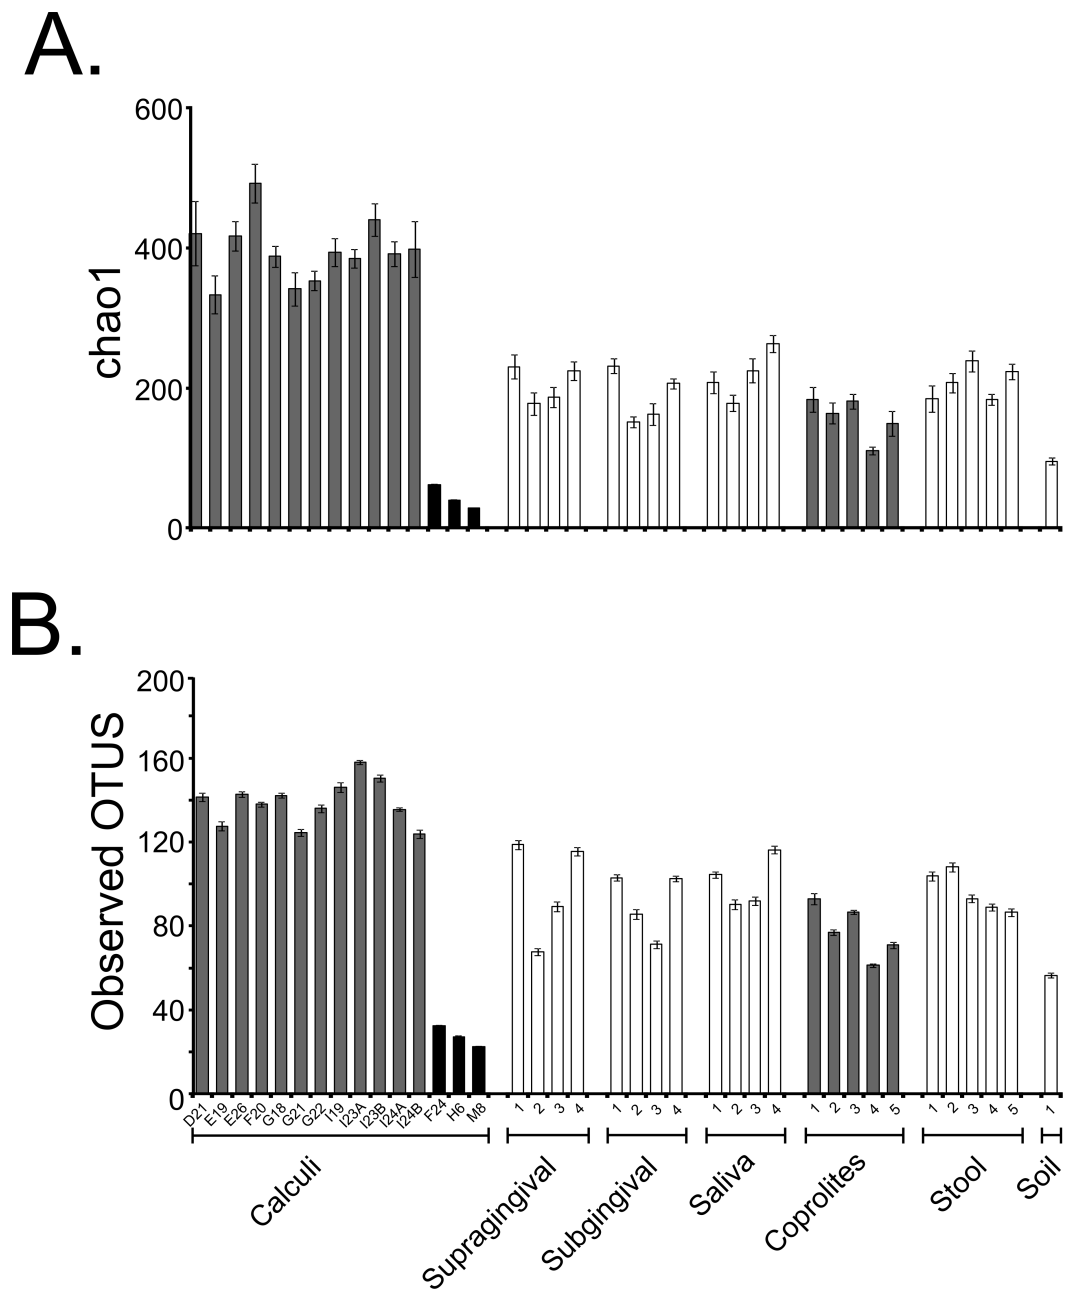 A.
600
400
200
0
chao1
B.
200
160
120
80
40
0
Observed OTUS
D21 E19 E26 F20 G18 G21 G22 I19 I23A I23B I24A I24B F24 H6 M8 1 2 3 4 1 2 3 4 1 2 3 4 1 2 3 4 5 1 2 3 4 5 1
Calculi Supragingival Subgingival Saliva Coprolites Stool Soil